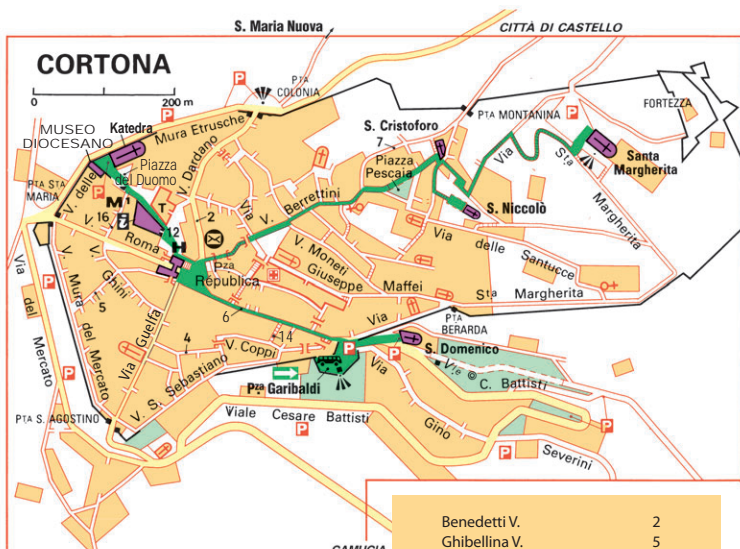 S. Maria Nuova
CITTÀ DI CASTELLO
CORTONA
0 200 m
PTA COLONIA
P
P
MUSEO
DIOCESANO
Katedra
Mura Etrusche
V. delle
Piazza
del Duomo
V. Dardano
PTA MONTANINA
P
FORTEZZA
S. Cristoforo
7
Piazza
Pescaia
Via Sta Margherita
Santa
Margherita
PTA STA
MARIA
P
M1
T
2
Via
V. Berrettini
S. Niccolò
V. 16
12
Roma
H
V. Moneti
Via delle Santucce
Pza
Républica
Giuseppe Maffei
Via Sta Margherita
V. Ghini
5
V. Mura del Mercato
Via del Mercato
Via Guelfa
6
4
14
V. Coppi
PTA
BERARDA
P
P
S. Domenico
V. S. Sebastiano
Pza Garibaldi
Vle C. Battisti
P
Via Gino Severini
PTA S. AGOSTINO
P
Viale Cesare Battisti
P
P
P
P
Benedetti V. 2
Ghibellina V. 5
CAMUCIA